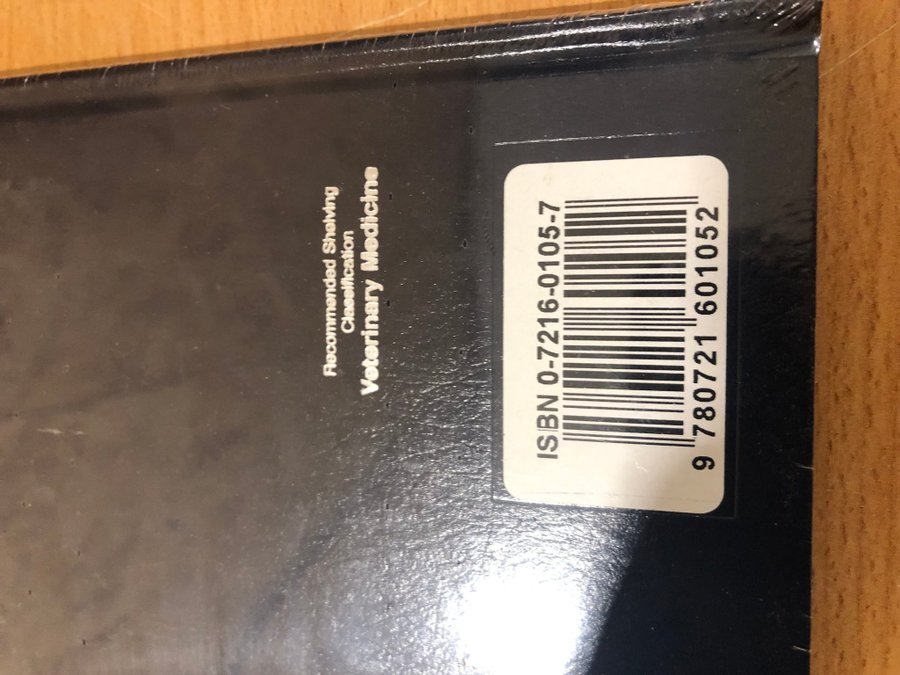 Recommended Shelving
Classification
Veterinary Medicine
ISBN 0-7216-0105-7
9 780721 601052